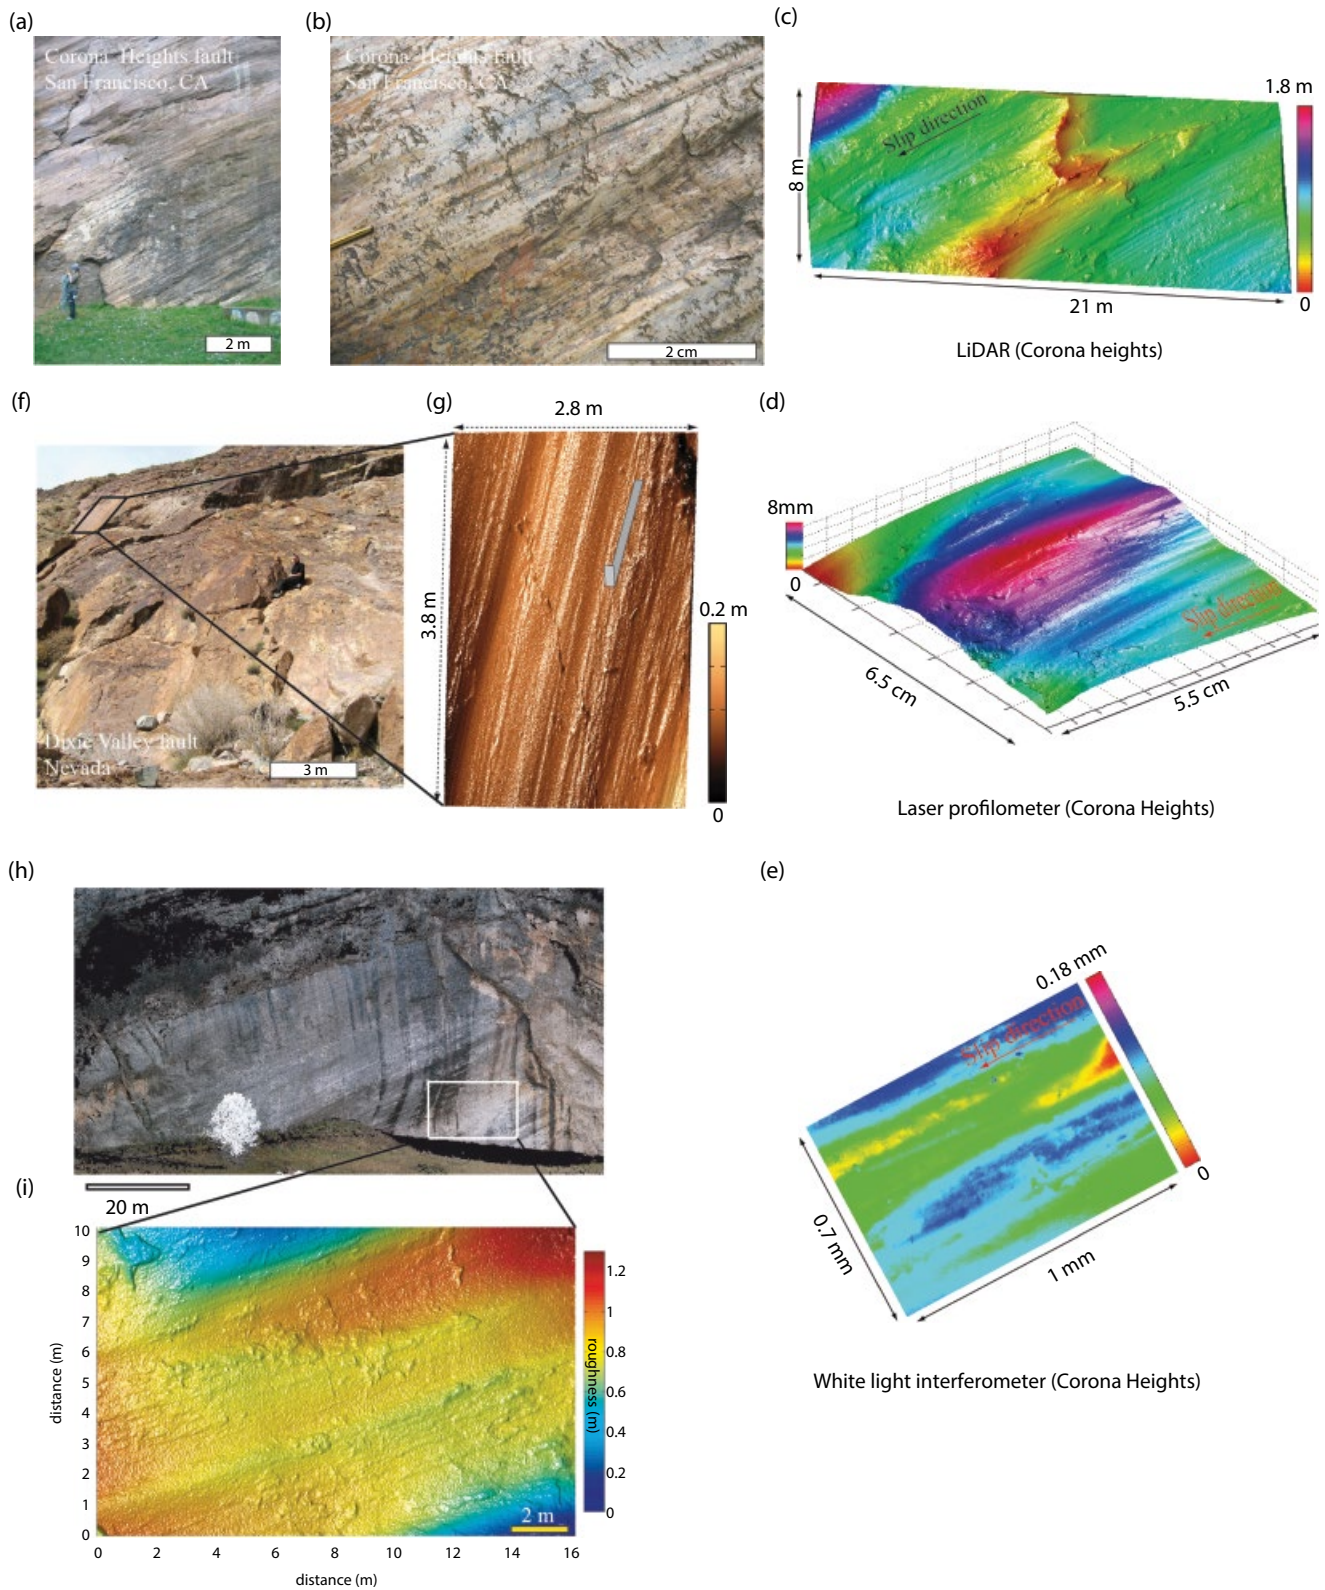 (a)
Corona Heights fault
San Francisco, CA
2 m
(b)
Corona Heights fault
San Francisco, CA
2 cm
(c)
Slip direction
8 m
21 m
1.8 m
0
LiDAR (Corona heights)
(f)
Dixie Valley fault
Nevada
3 m
(g)
2.8 m
3.8 m
0.2 m
0
(d)
8mm
0
Slip direction
6.5 cm
5.5 cm
Laser profilometer (Corona Heights)
(h)
20 m
(e)
0.18 mm
0
Slip direction
0.7 mm
1 mm
White light interferometer (Corona Heights)
(i)
10
9
8
7
6
5
4
3
2
1
0
distance (m)
0 2 4 6 8 10 12 14 16
distance (m)
2 m
1.2
1
0.8
0.6
0.4
0.2
0
roughness (m)